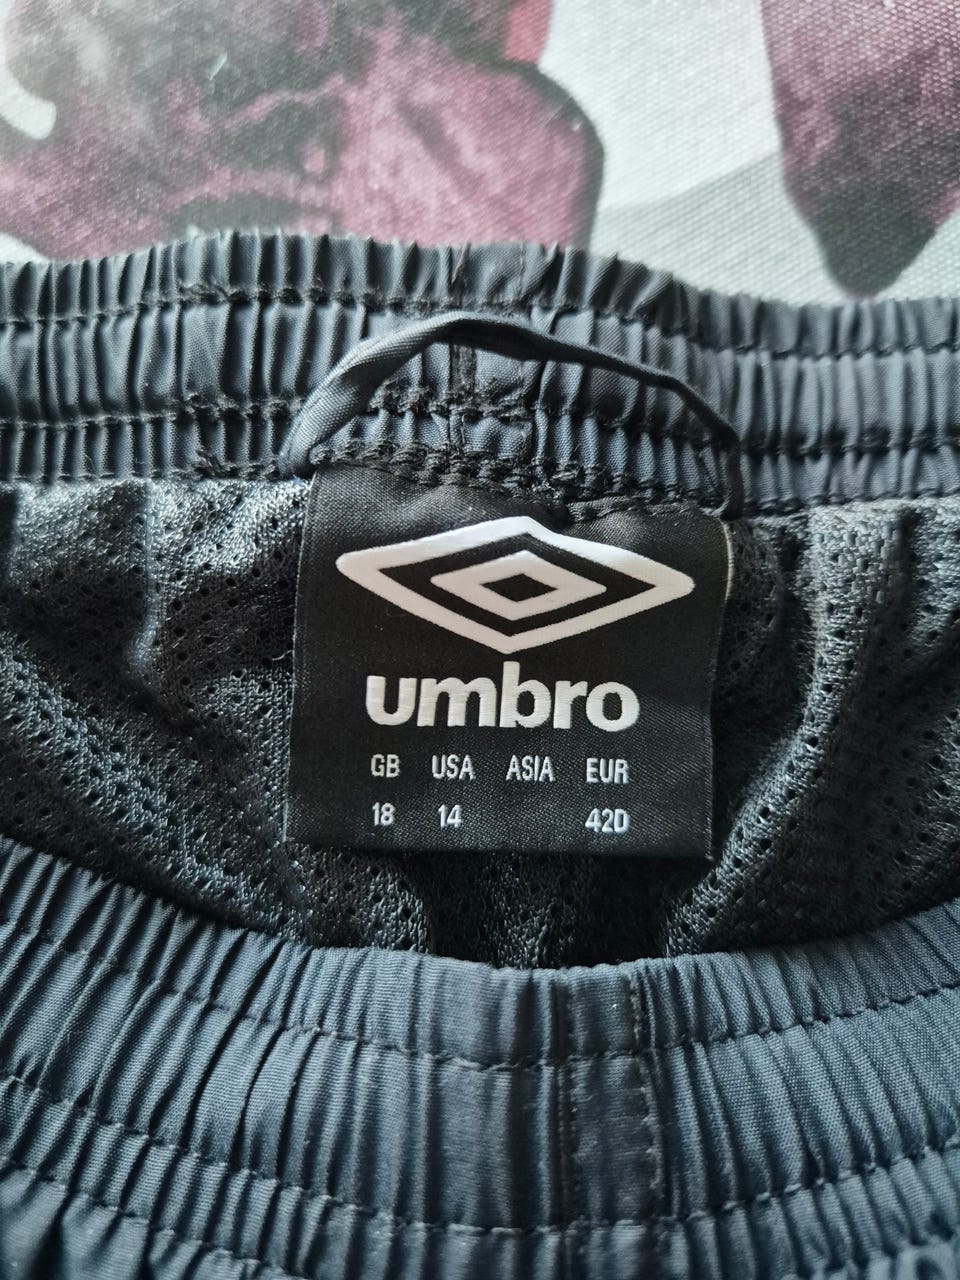 umbro
GB USA ASIA EUR
18 14 42D